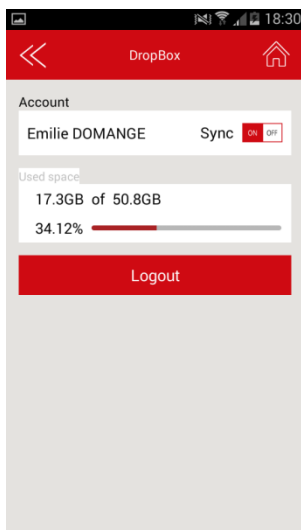 18:30
DropBox
Account
Emilie DOMANGE Sync ON OFF
Used space
17.3GB of 50.8GB
34.12%
Logout